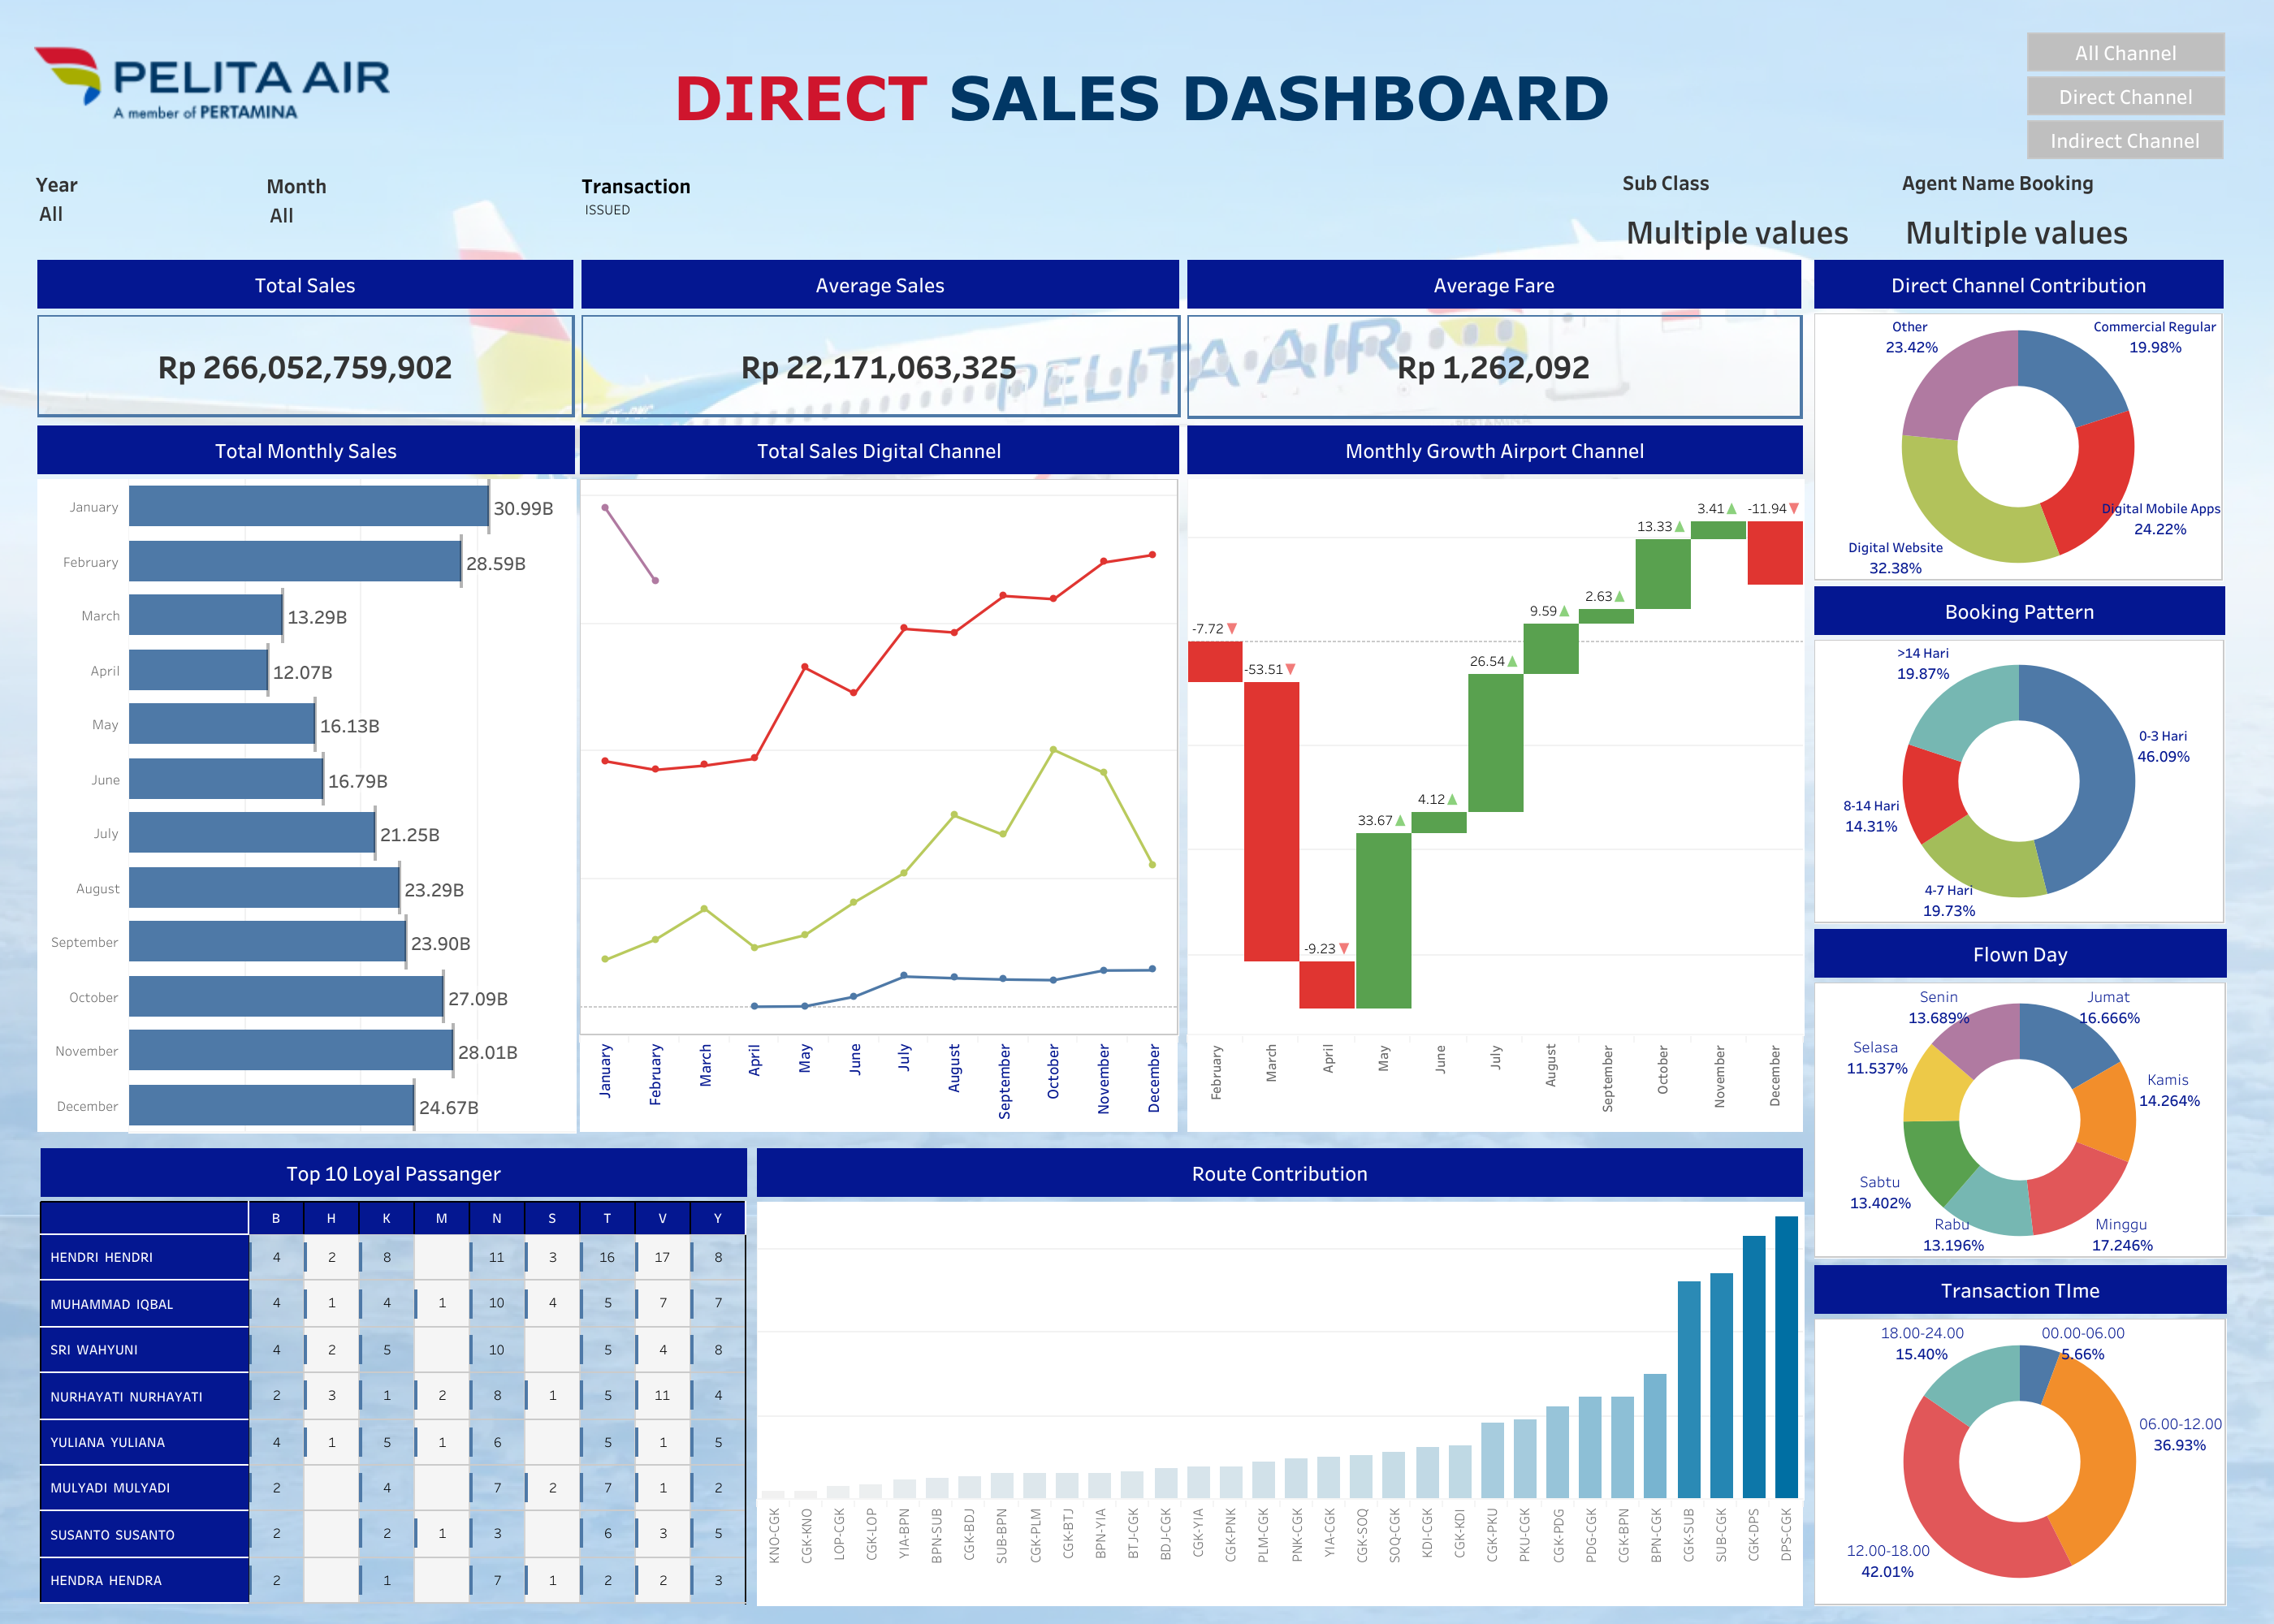 PELITA AIR
A member of PERTAMINA
DIRECT SALES DASHBOARD
All Channel
Direct Channel
Indirect Channel
Year
All
Month
All
Transaction
ISSUED
Sub Class
Multiple values
Agent Name Booking
Multiple values
Total Sales
Rp 266,052,759,902
Average Sales
Rp 22,171,063,325
Average Fare
Rp 1,262,092
PELITA AIR
Total Monthly Sales
January 30.99B
February 28.59B
March 13.29B
April 12.07B
May 16.13B
June 16.79B
July 21.25B
August 23.29B
September 23.90B
October 27.09B
November 28.01B
December 24.67B
Total Sales Digital Channel
January
February
March
April
May
June
July
August
September
October
November
December
Monthly Growth Airport Channel
-7.72▼
-53.51▼
-9.23▼
33.67▲
4.12▲
26.54▲
9.59▲
2.63▲
13.33▲
3.41▲
-11.94▼
February
March
April
May
June
July
August
September
October
November
December
Direct Channel Contribution
Other
23.42%
Commercial Regular
19.98%
Digital Mobile Apps
24.22%
Digital Website
32.38%
Booking Pattern
>14 Hari
19.87%
0-3 Hari
46.09%
8-14 Hari
14.31%
4-7 Hari
19.73%
Flown Day
Senin
13.689%
Jumat
16.666%
Selasa
11.537%
Kamis
14.264%
Sabtu
13.402%
Rabu
13.196%
Minggu
17.246%
Transaction TIme
18.00-24.00
15.40%
00.00-06.00
5.66%
06.00-12.00
36.93%
12.00-18.00
42.01%
Top 10 Loyal Passanger
B H K M N S T V Y
HENDRI HENDRI 4 2 8 11 3 16 17 8
MUHAMMAD IQBAL 4 1 4 1 10 4 5 7 7
SRI WAHYUNI 4 2 5 10 5 4 8
NURHAYATI NURHAYATI 2 3 1 2 8 1 5 11 4
YULIANA YULIANA 4 1 5 1 6 5 1 5
MULYADI MULYADI 2 4 7 2 7 1 2
SUSANTO SUSANTO 2 2 1 3 6 3 5
HENDRA HENDRA 2 1 7 1 2 2 3
Route Contribution
KNO-CGK
CGK-KNO
LOP-CGK
CGK-LOP
YIA-BPN
BPN-SUB
CGK-BDJ
SUB-BPN
CGK-PLM
CGK-BTJ
BPN-YIA
BTJ-CGK
BDJ-CGK
CGK-YIA
CGK-PNK
PLM-CGK
PNK-CGK
YIA-CGK
CGK-SOQ
SOQ-CGK
KDI-CGK
CGK-KDI
CGK-PKU
PKU-CGK
CGK-PDG
PDG-CGK
CGK-BPN
BPN-CGK
CGK-SUB
SUB-CGK
CGK-DPS
DPS-CGK